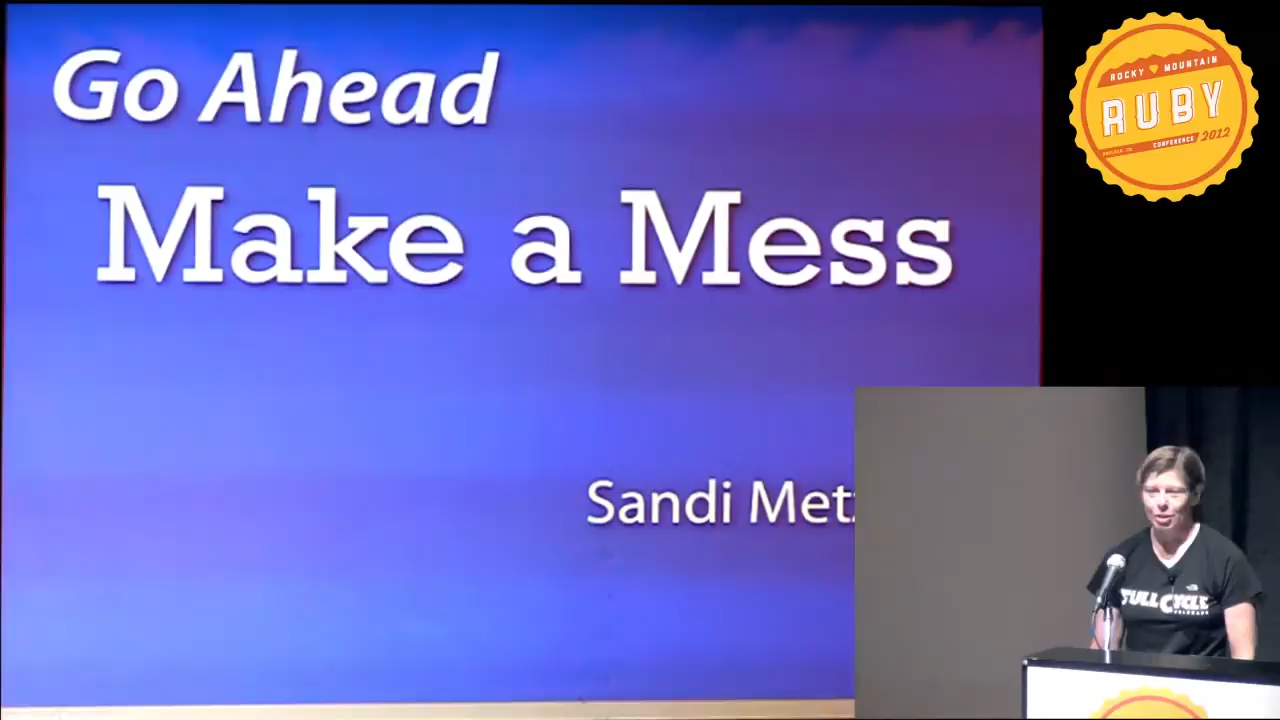 Go Ahead
Make a Mess
Sandi Met
ROCKY MOUNTAIN
RUBY
CONFERENCE 2012
FULL CYCLE